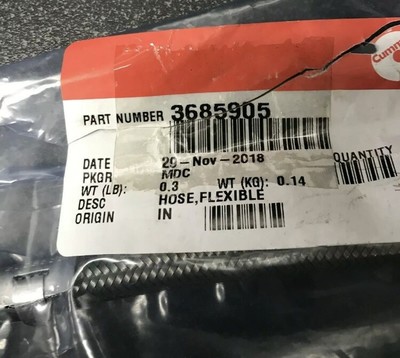 Cumm
PART NUMBER 3685905
DATE 29-Nov-2018
QUANTITY
PKGR MDC
WT (LB): 0.3 WT (KG): 0.14
DESC HOSE,FLEXIBLE
ORIGIN IN